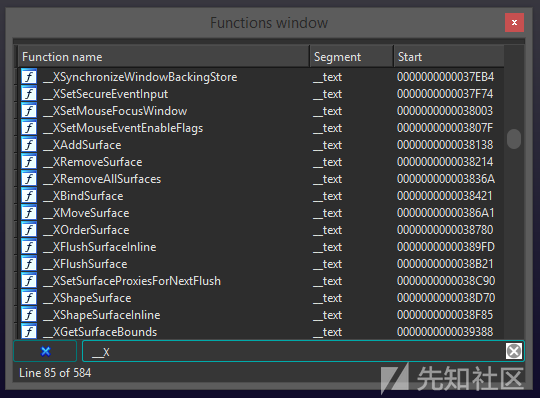 Functions window
Function name Segment Start
f __XSynchronizeWindowBackingStore __text 0000000000037EB4
f __XSetSecureEventInput __text 0000000000037F74
f __XSetMouseFocusWindow __text 0000000000038003
f __XSetMouseEventEnableFlags __text 000000000003807F
f __XAddSurface __text 0000000000038138
f __XRemoveSurface __text 0000000000038214
f __XRemoveAllSurfaces __text 000000000003836A
f __XBindSurface __text 0000000000038421
f __XMoveSurface __text 00000000000386A1
f __XOrderSurface __text 0000000000038780
f __XFlushSurfaceInline __text 00000000000389FD
f __XFlushSurface __text 0000000000038B21
f __XSetSurfaceProxiesForNextFlush __text 0000000000038C90
f __XShapeSurface __text 0000000000038D70
f __XShapeSurfaceInline __text 0000000000038F85
f __XGetSurfaceBounds __text 0000000000039388
__X
Line 85 of 584
先知社区